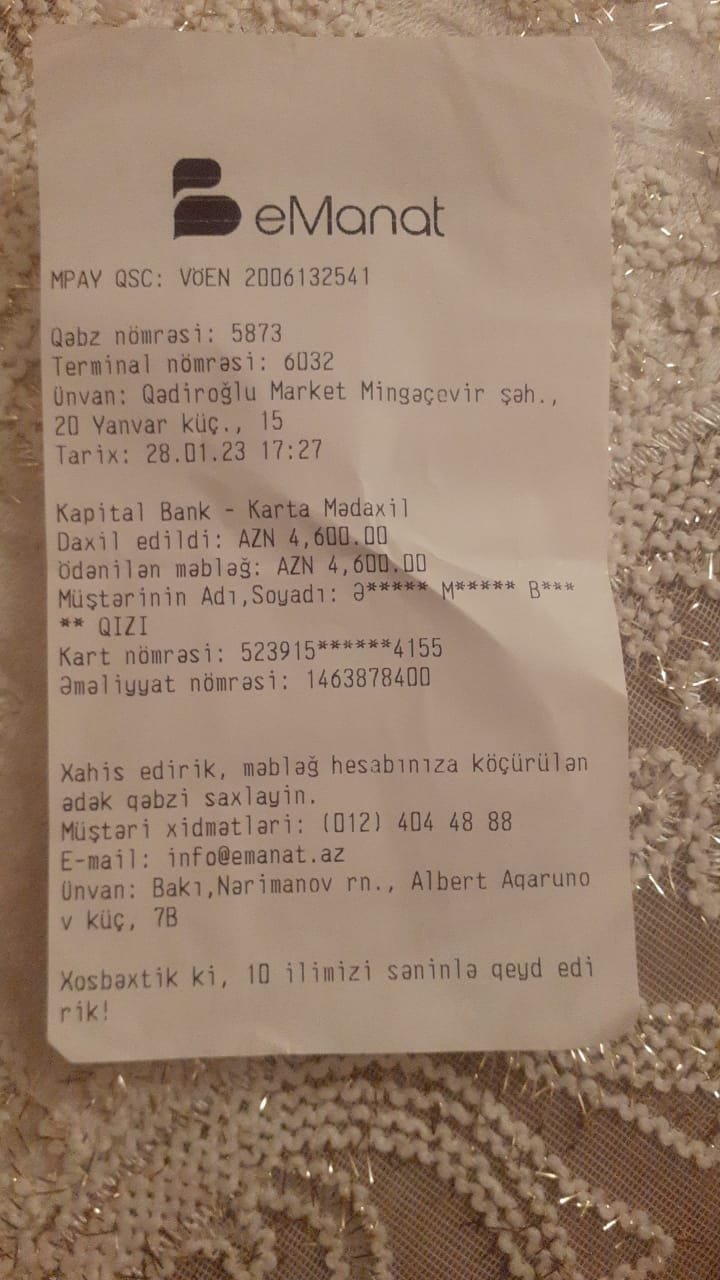 eManat
MPAY QSC: VÖEN 2006132541
Qəbz nömrəsi: 5873
Terminal nömrəsi: 6032
Ünvan: Qədiroğlu Market Mingəçevir şəh.,
20 Yanvar küç., 15
Tarix: 28.01.23 17:27
Kapital Bank - Karta Mədaxil
Daxil edildi: AZN 4,600.00
Ödənilən məbləğ: AZN 4,600.00
Müştərinin Adı,Soyadı: Ə***** M***** B***
** QIZI
Kart nömrəsi: 523915******4155
Əməliyyat nömrəsi: 1463878400
Xahis edirik, məbləğ hesabınıza köçürülən
ədək qəbzi saxlayin.
Müştəri xidmətləri: (012) 404 48 88
E-mail: info@emanat.az
Ünvan: Bakı,Nərimanov rn., Albert Aqaruno
v küç, 7B
Xosbəxtik ki, 10 ilimizi səninlə qeyd edi
rik!